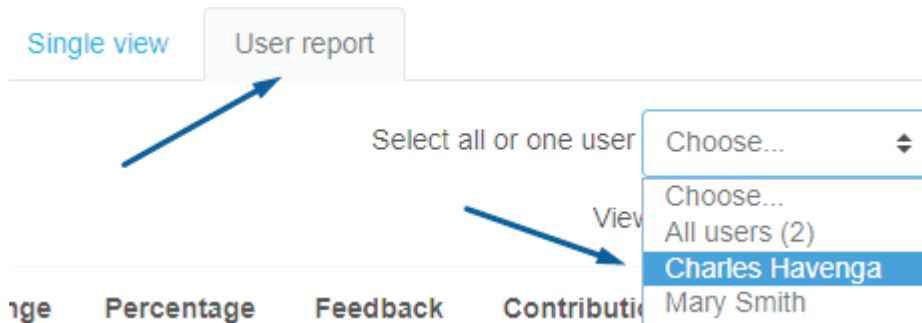 Single view User report
Select all or one user Choose...
Choose...
View
All users (2)
Charles Havenga
Mary Smith
Percentage Feedback